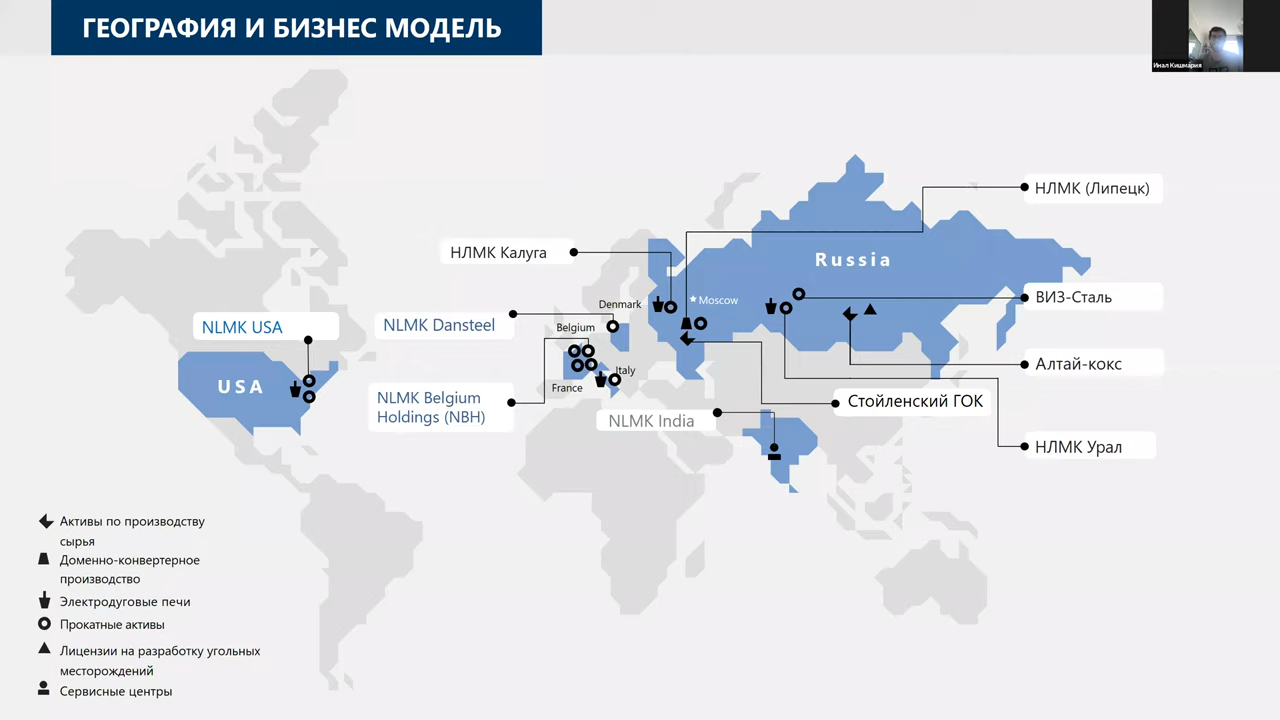 ГЕОГРАФИЯ И БИЗНЕС МОДЕЛЬ
Инал Кишмария
НЛМК (Липецк)
НЛМК Калуга
Russia
Denmark
Moscow
ВИЗ-Сталь
NLMK USA
NLMK Dansteel
Belgium
Алтай-кокс
USA
Italy
France
NLMK Belgium
Holdings (NBH)
Стойленский ГОК
NLMK India
НЛМК Урал
Активы по производству
сырья
Доменно-конвертерное
производство
Электродуговые печи
Прокатные активы
Лицензии на разработку угольных
месторождений
Сервисные центры